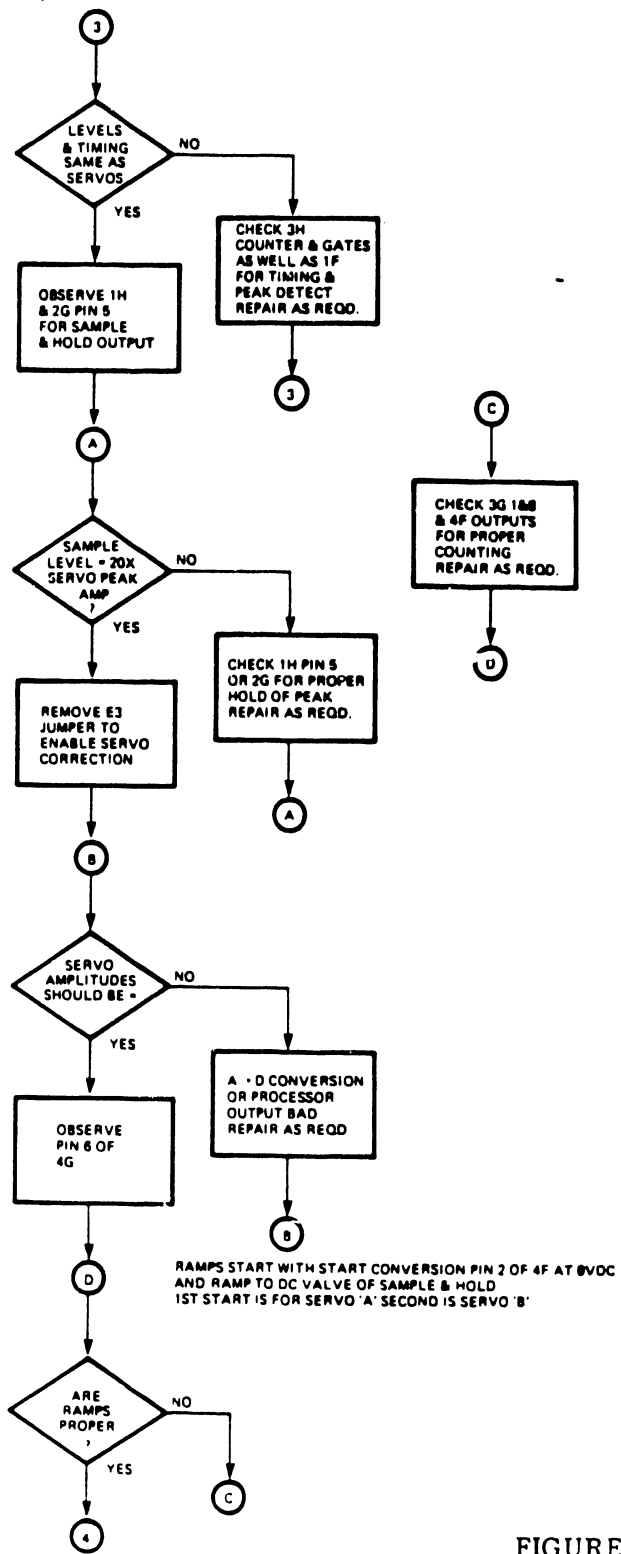 3
LEVELS
& TIMING
SAME AS
SERVOS
NO
YES
CHECK 3H
COUNTER & GATES
AS WELL AS 1F
FOR TIMING &
PEAK DETECT
REPAIR AS REQD.
3
OBSERVE 1H
& 2G PIN 5
FOR SAMPLE
& HOLD OUTPUT
A
C
CHECK 3G 1&8
& 4F OUTPUTS
FOR PROPER
COUNTING
REPAIR AS REQD.
D
SAMPLE
LEVEL = 20X
SERVO PEAK
AMP
?
NO
YES
CHECK 1H PIN 5
OR 2G FOR PROPER
HOLD OF PEAK
REPAIR AS REQD.
A
REMOVE E3
JUMPER TO
ENABLE SERVO
CORRECTION
B
SERVO
AMPLITUDES
SHOULD BE =
NO
YES
A - D CONVERSION
OR PROCESSOR
OUTPUT BAD
REPAIR AS REQD
B
OBSERVE
PIN 6 OF
4G
D
RAMPS START WITH START CONVERSION PIN 2 OF 4F AT 0VDC
AND RAMP TO DC VALVE OF SAMPLE & HOLD
1ST START IS FOR SERVO 'A' SECOND IS SERVO 'B'
ARE
RAMPS
PROPER
?
NO
YES
C
4
FIGURE